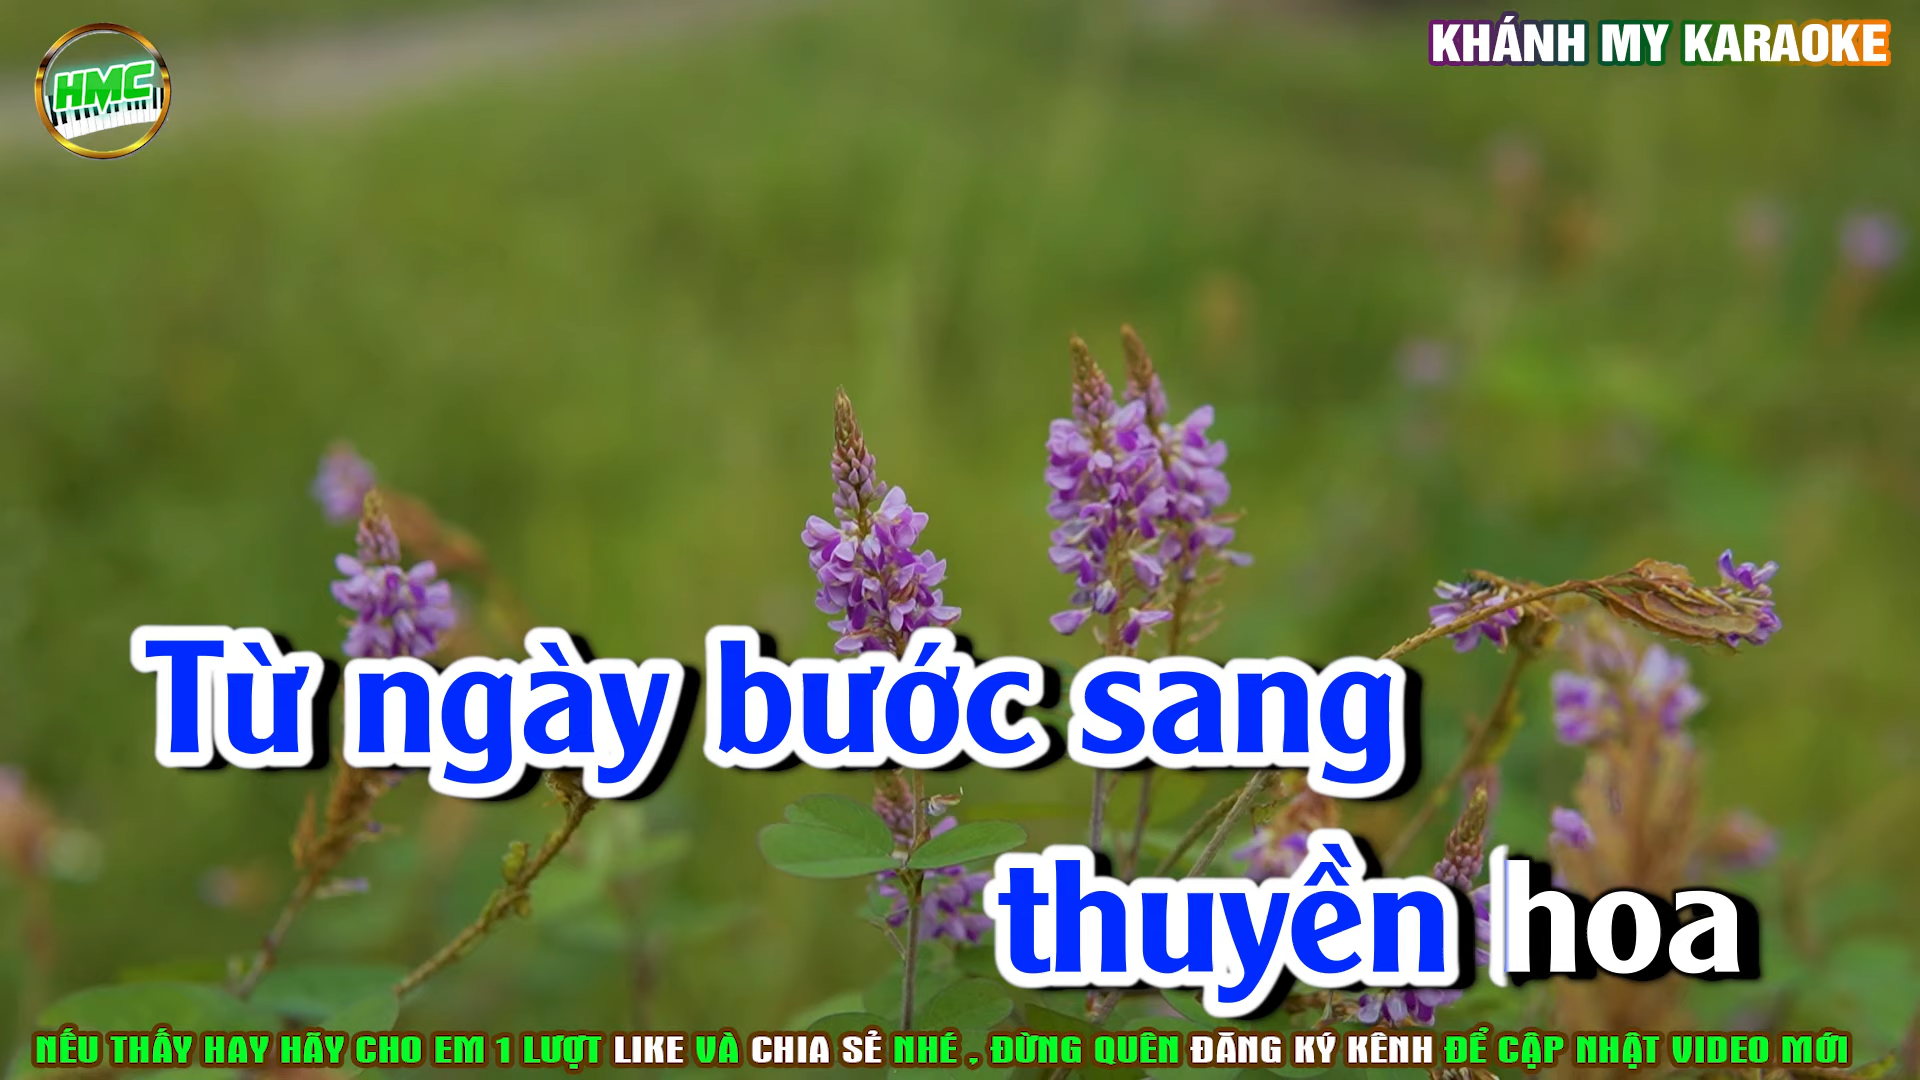 HMC
KHÁNH MY KARAOKE
Từ ngày bước sang
thuyền hoa
NẾU THẤY HAY HÃY CHO EM 1 LƯỢT LIKE VÀ CHIA SẺ NHÉ , ĐỪNG QUÊN ĐĂNG KÝ KÊNH ĐỂ CẬP NHẬT VIDEO MỚI